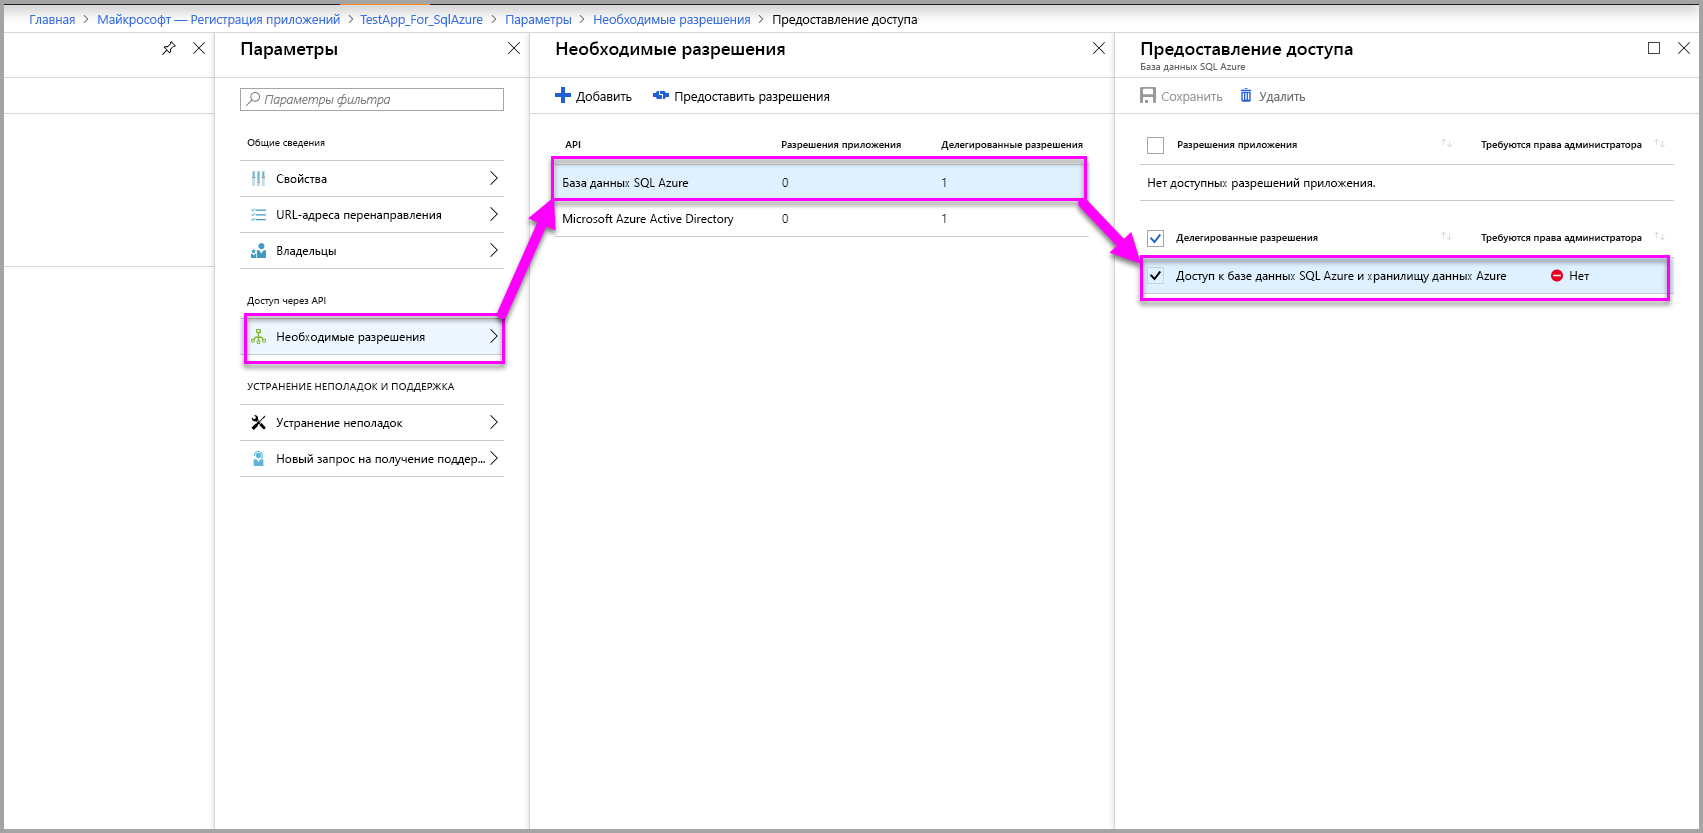 Главная > Майкрософт — Регистрация приложений > TestApp_For_SqlAzure > Параметры > Необходимые разрешения > Предоставление доступа
Параметры
Параметры фильтра
Общие сведения
Свойства
URL-адреса перенаправления
Владельцы
Доступ через API
Необходимые разрешения
УСТРАНЕНИЕ НЕПОЛАДОК И ПОДДЕРЖКА
Устранение неполадок
Новый запрос на получение поддер...
Необходимые разрешения
Добавить Предоставить разрешения
API Разрешения приложения Делегированные разрешения
База данных SQL Azure 0 1
Microsoft Azure Active Directory 0 1
Предоставление доступа
База данных SQL Azure
Сохранить Удалить
Разрешения приложения Требуются права администратора
Нет доступных разрешений приложения.
Делегированные разрешения Требуются права администратора
Доступ к базе данных SQL Azure и хранилищу данных Azure Нет